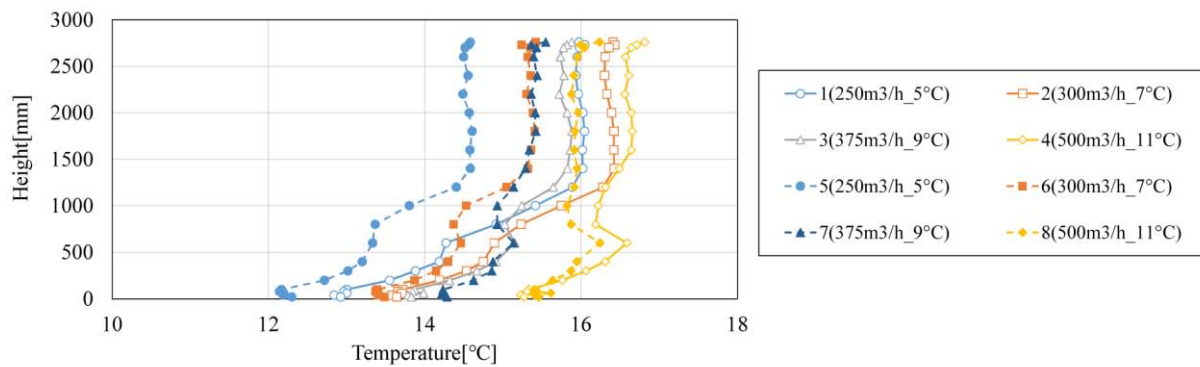 3000
2500
2000
1500
1000
500
0
Height[mm]
10 12 14 16 18
Temperature[°C]
1(250m3/h_5°C) 2(300m3/h_7°C)
3(375m3/h_9°C) 4(500m3/h_11°C)
5(250m3/h_5°C) 6(300m3/h_7°C)
7(375m3/h_9°C) 8(500m3/h_11°C)